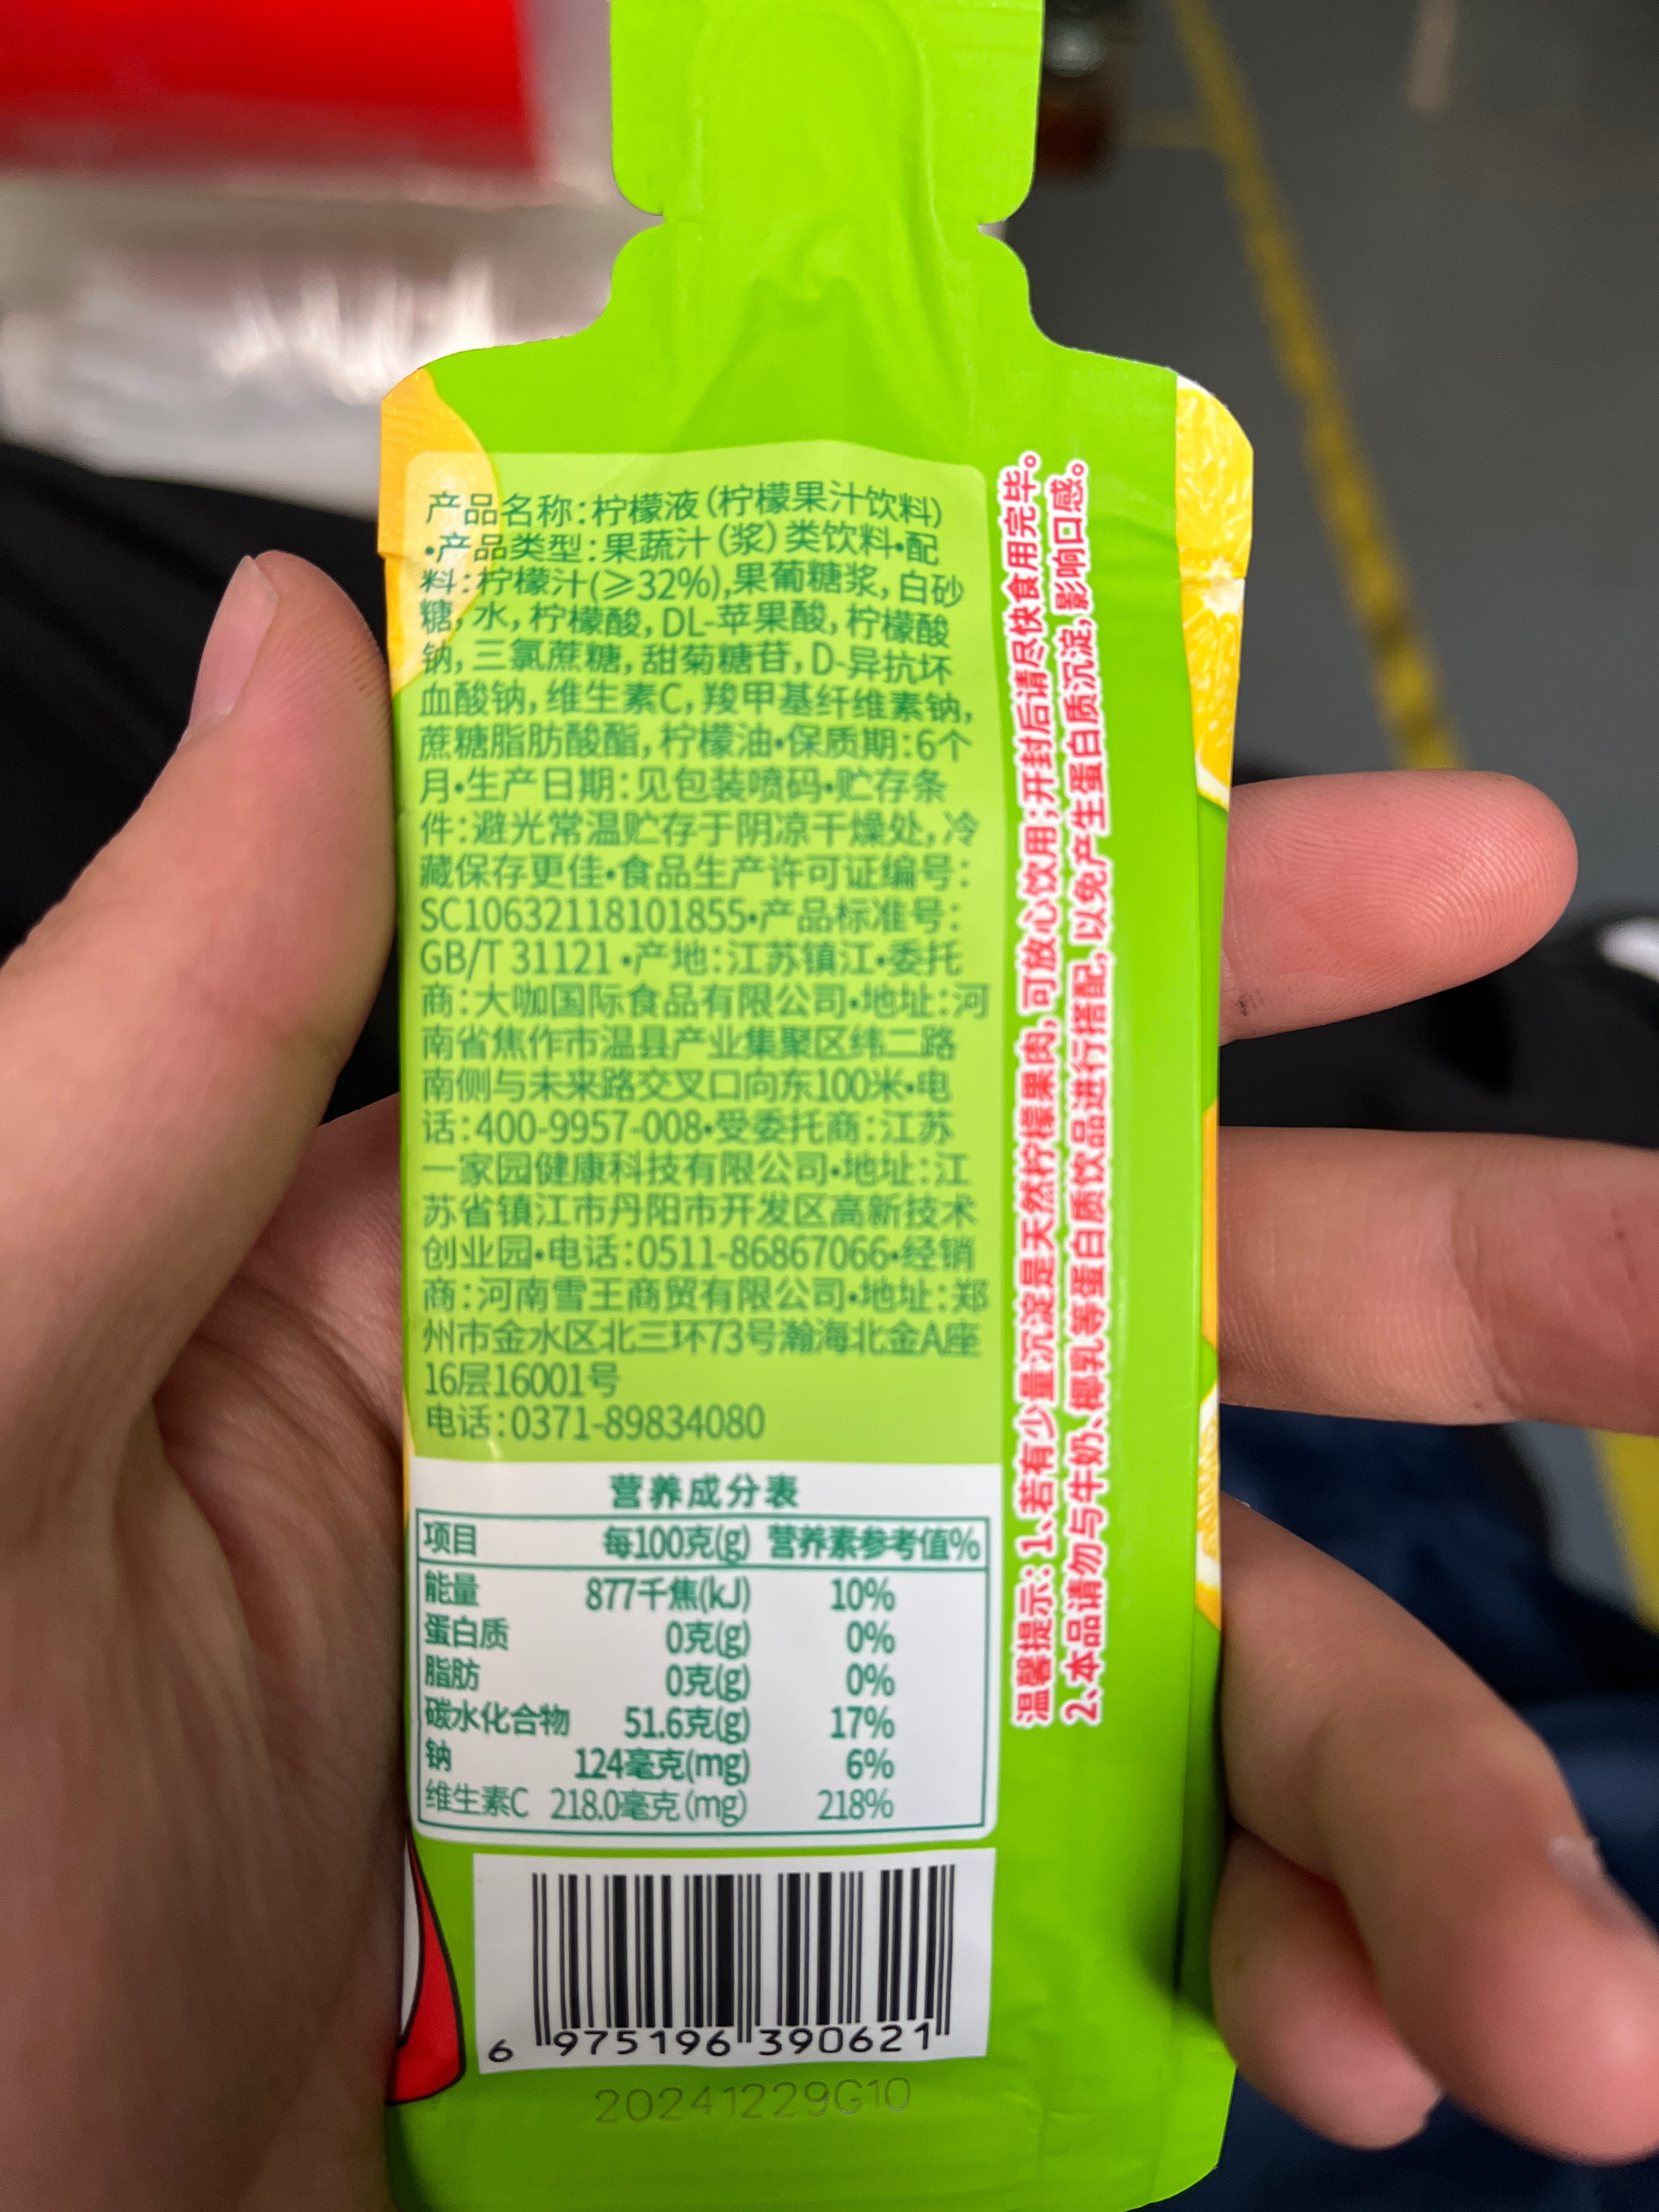 产品名称:柠檬液(柠檬果汁饮料)
•产品类型:果蔬汁(浆)类饮料•配
料:柠檬汁(≥32%),果葡糖浆,白砂
糖,水,柠檬酸,DL-苹果酸,柠檬酸
钠,三氯蔗糖,甜菊糖苷,D-异抗坏
血酸钠,维生素C,羧甲基纤维素钠,
蔗糖脂肪酸酯,柠檬油•保质期:6个
月•生产日期:见包装喷码•贮存条
件:避光常温贮存于阴凉干燥处,冷
藏保存更佳•食品生产许可证编号:
SC10632118101855•产品标准号:
GB/T 31121•产地:江苏镇江•委托
商:大咖国际食品有限公司•地址:河
南省焦作市温县产业集聚区纬二路
南侧与未来路交叉口向东100米•电
话:400-9957-008•受委托商:江苏
一家园健康科技有限公司•地址:江
苏省镇江市丹阳市开发区高新技术
创业园•电话:0511-86867066•经销
商:河南雪王商贸有限公司•地址:郑
州市金水区北三环73号瀚海北金A座
16层16001号
电话:0371-89834080
营养成分表
项目 每100克(g) 营养素参考值%
能量 877千焦(kJ) 10%
蛋白质 0克(g) 0%
脂肪 0克(g) 0%
碳水化合物 51.6克(g) 17%
钠 124毫克(mg) 6%
维生素C 218.0毫克(mg) 218%
6 975196 390621
20241229G10
温馨提示:1、若有少量沉淀是天然柠檬果肉,可放心饮用;开封后请尽快食用完毕。
2、本品请勿与牛奶、椰乳等蛋白质饮品进行搭配,以免产生蛋白质沉淀,影响口感。